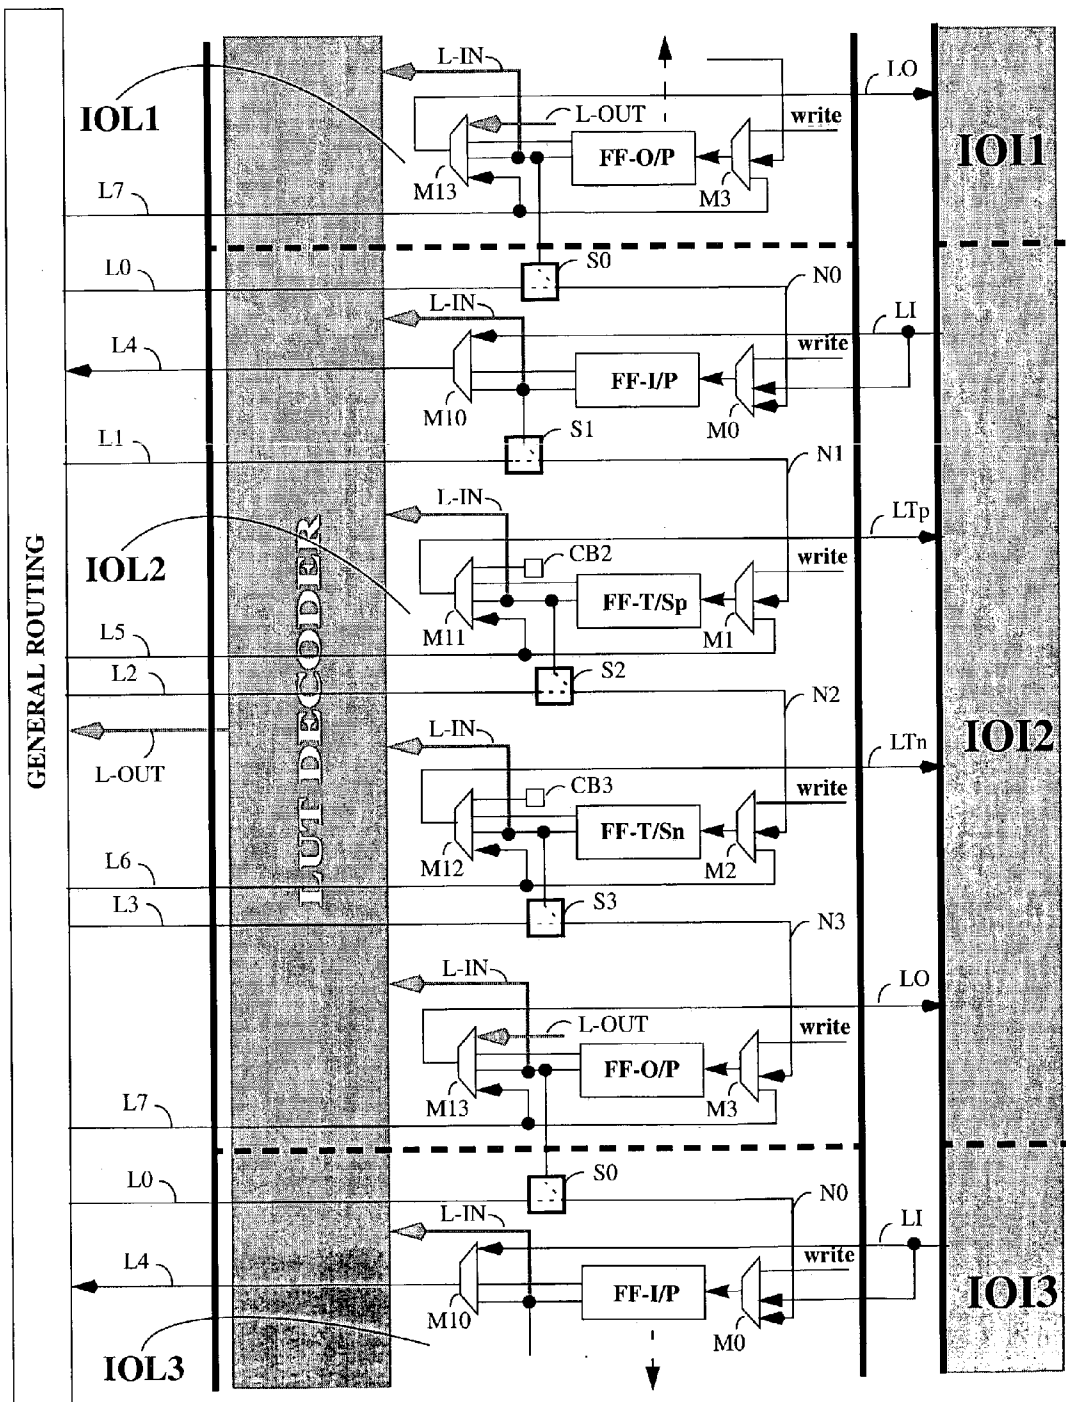 L-IN
LO
IOL1
L-OUT
write
FF-O/P
IOI1
M13
M3
L7
L0
S0
N0
L-IN
LI
L4
write
FF-I/P
M10
M0
L1
S1
N1
L-IN
LTp
IOL2
CB2
write
FF-T/Sp
M11
M1
L5
L2
S2
N2
GENERAL ROUTING
LUT DECODER
L-IN
LTn
IOI2
L-OUT
CB3
write
FF-T/Sn
M12
M2
L6
L3
S3
N3
L-IN
LO
L-OUT
write
FF-O/P
M13
M3
L7
L0
S0
N0
L-IN
LI
L4
write
FF-I/P
IOI3
M10
M0
IOL3